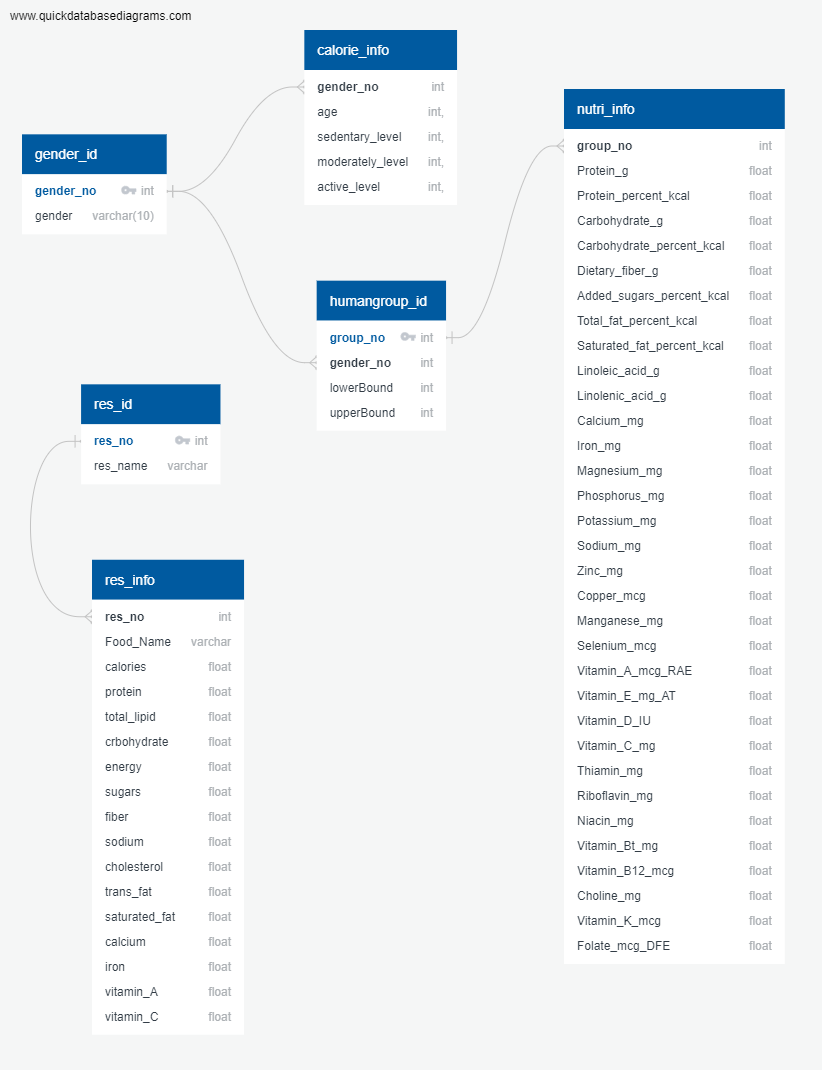 www.quickdatabasediagrams.com
calorie_info
gender_no int
age int,
sedentary_level int,
moderately_level int,
active_level int,
gender_id
gender_no int
gender varchar(10)
humangroup_id
group_no int
gender_no int
lowerBound int
upperBound int
nutri_info
group_no int
Protein_g float
Protein_percent_kcal float
Carbohydrate_g float
Carbohydrate_percent_kcal float
Dietary_fiber_g float
Added_sugars_percent_kcal float
Total_fat_percent_kcal float
Saturated_fat_percent_kcal float
Linoleic_acid_g float
Linolenic_acid_g float
Calcium_mg float
Iron_mg float
Magnesium_mg float
Phosphorus_mg float
Potassium_mg float
Sodium_mg float
Zinc_mg float
Copper_mcg float
Manganese_mg float
Selenium_mcg float
Vitamin_A_mcg_RAE float
Vitamin_E_mg_AT float
Vitamin_D_IU float
Vitamin_C_mg float
Thiamin_mg float
Riboflavin_mg float
Niacin_mg float
Vitamin_Bt_mg float
Vitamin_B12_mcg float
Choline_mg float
Vitamin_K_mcg float
Folate_mcg_DFE float
res_id
res_no int
res_name varchar
res_info
res_no int
Food_Name varchar
calories float
protein float
total_lipid float
crbohydrate float
energy float
sugars float
fiber float
sodium float
cholesterol float
trans_fat float
saturated_fat float
calcium float
iron float
vitamin_A float
vitamin_C float